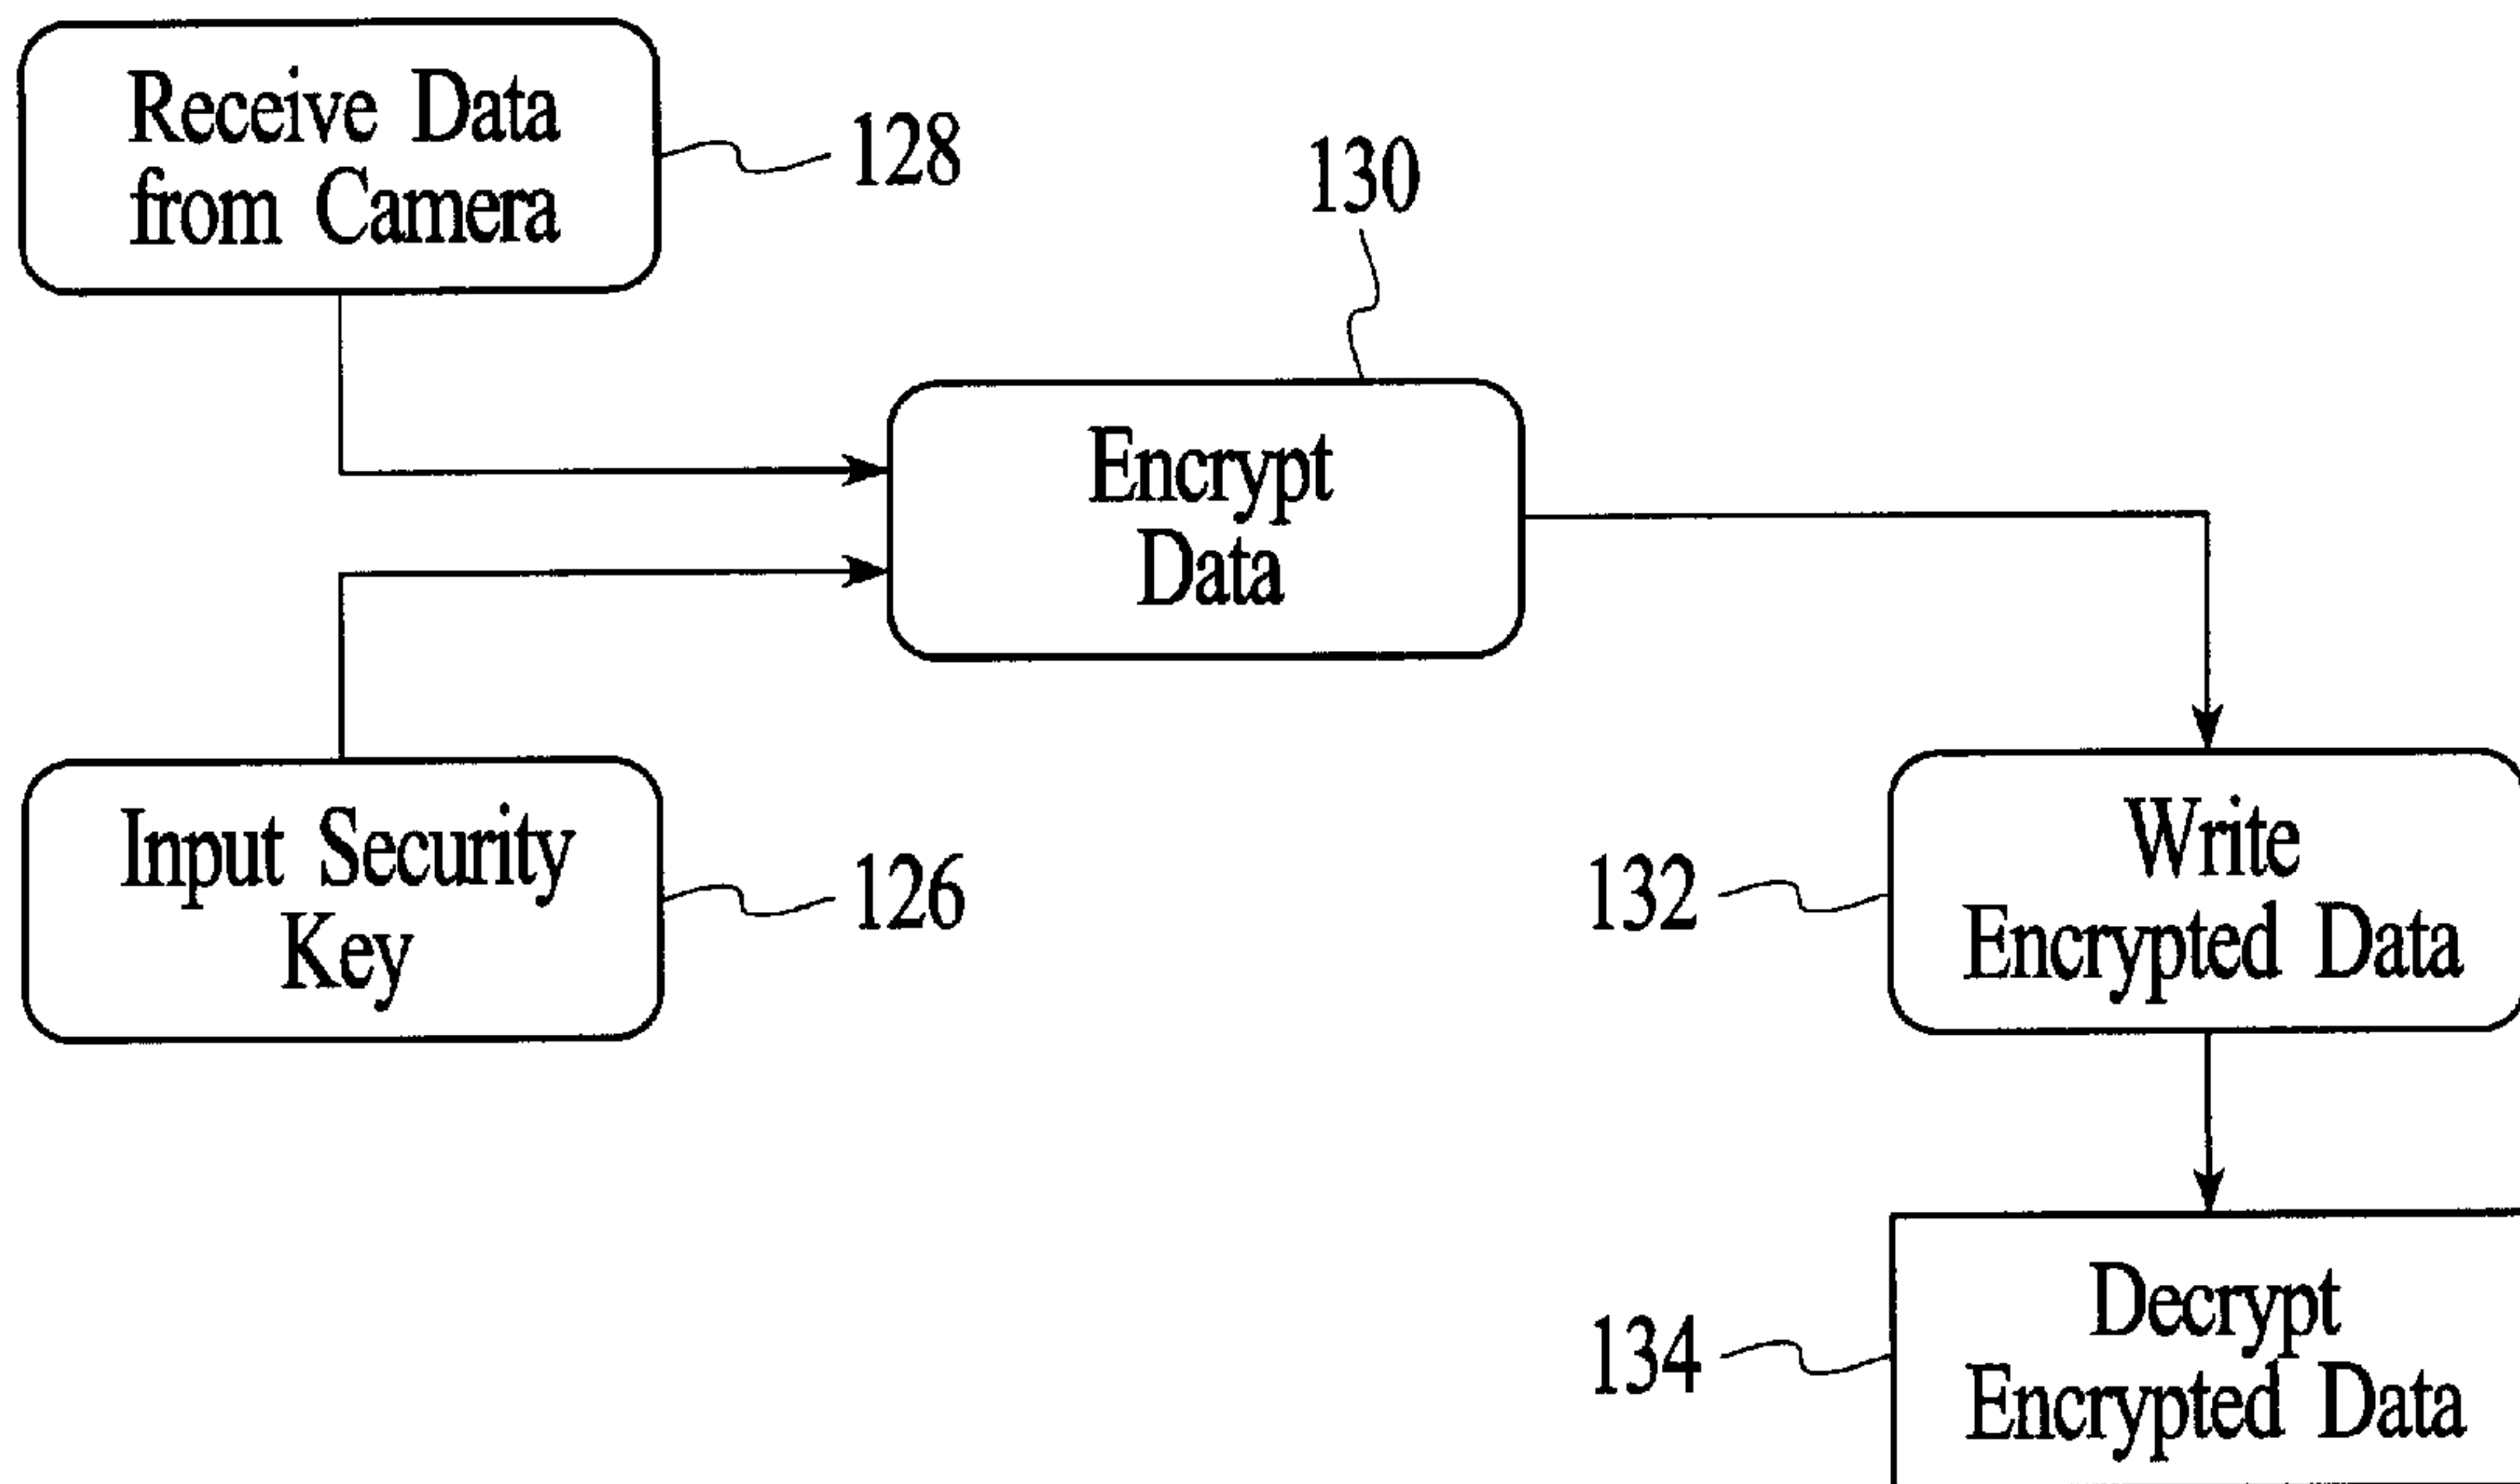 Receive Data
from Camera
128
130
Encrypt
Data
Input Security
Key
126
132
Write
Encrypted Data
134
Decrypt
Encrypted Data